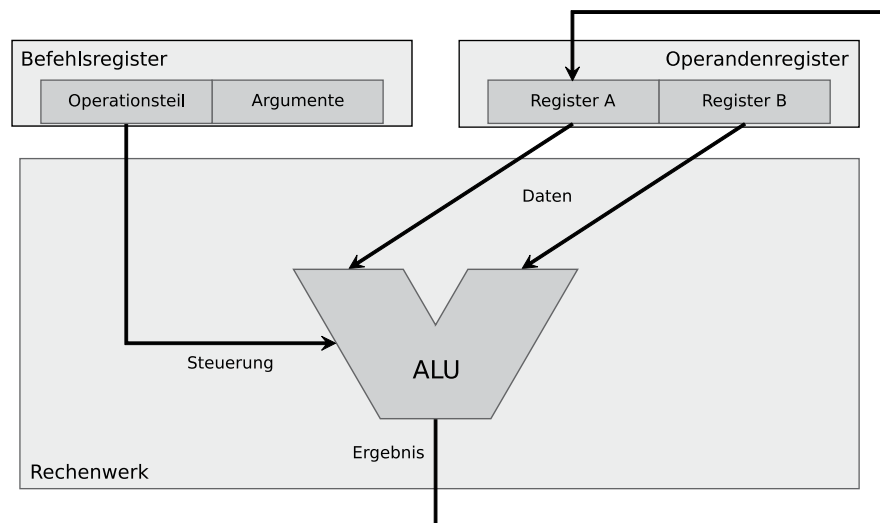 Befehlsregister
Operationsteil
Argumente
Operandenregister
Register A
Register B
Daten
Steuerung
ALU
Ergebnis
Rechenwerk